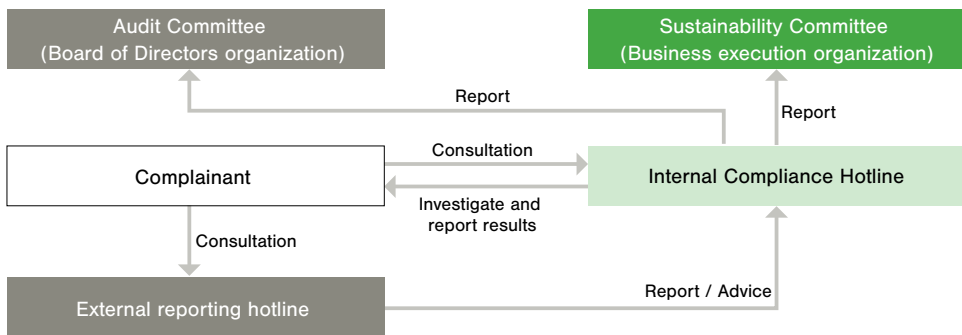 Audit Committee
(Board of Directors organization)
Sustainability Committee
(Business execution organization)
Report
Report
Complainant
Consultation
Internal Compliance Hotline
Investigate and
report results
Consultation
External reporting hotline
Report / Advice